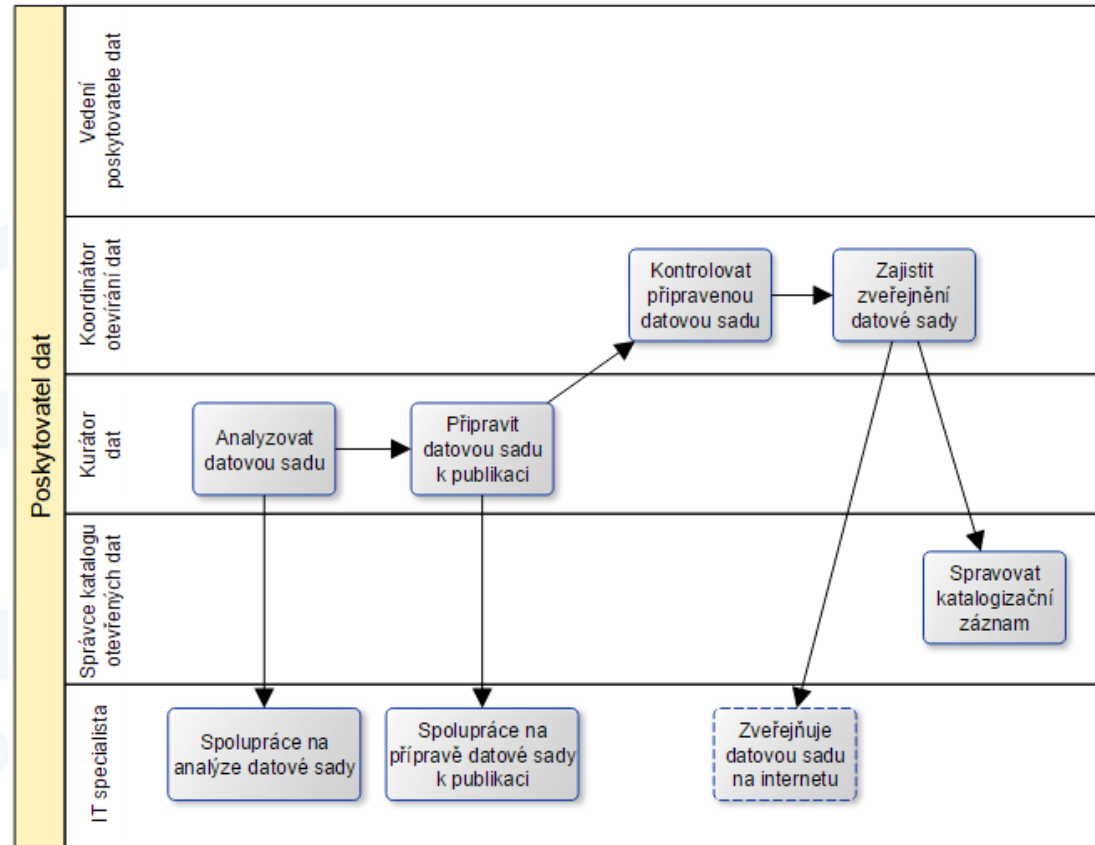 Poskytovatel dat
Vedení
poskytovatele dat
Koordinátor
otevírání dat
Kontrolovat
připravenou
datovou sadu
Zajistit
zveřejnění
datové sady
Kurátor
dat
Analyzovat
datovou sadu
Připravit
datovou sadu
k publikaci
Správce katalogu
otevřených dat
Spravovat
katalogizační
záznam
IT specialista
Spolupráce na
analýze datové sady
Spolupráce na
přípravě datové sady
k publikaci
Zveřejňuje
datovou sadu
na internetu